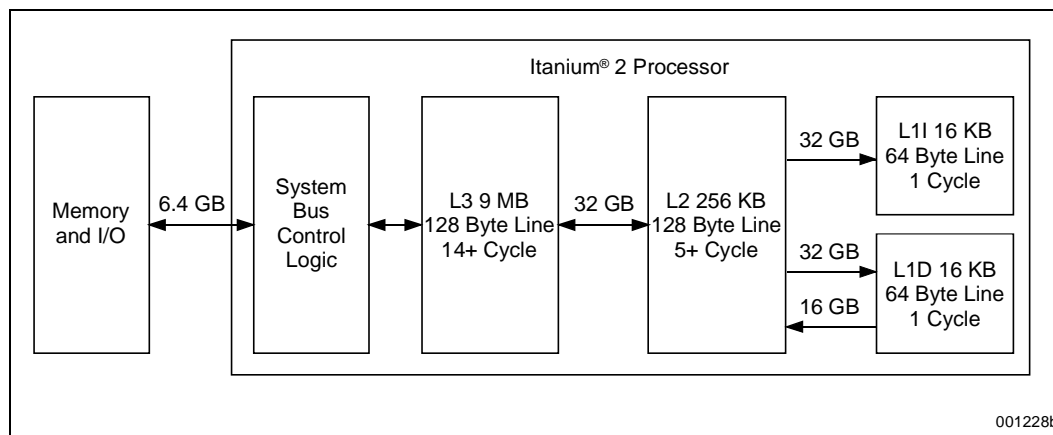 Itanium® 2 Processor
Memory
and I/O
6.4 GB
System
Bus
Control
Logic
L3 9 MB
128 Byte Line
14+ Cycle
32 GB
L2 256 KB
128 Byte Line
5+ Cycle
32 GB
L1I 16 KB
64 Byte Line
1 Cycle
32 GB
16 GB
L1D 16 KB
64 Byte Line
1 Cycle
001228b